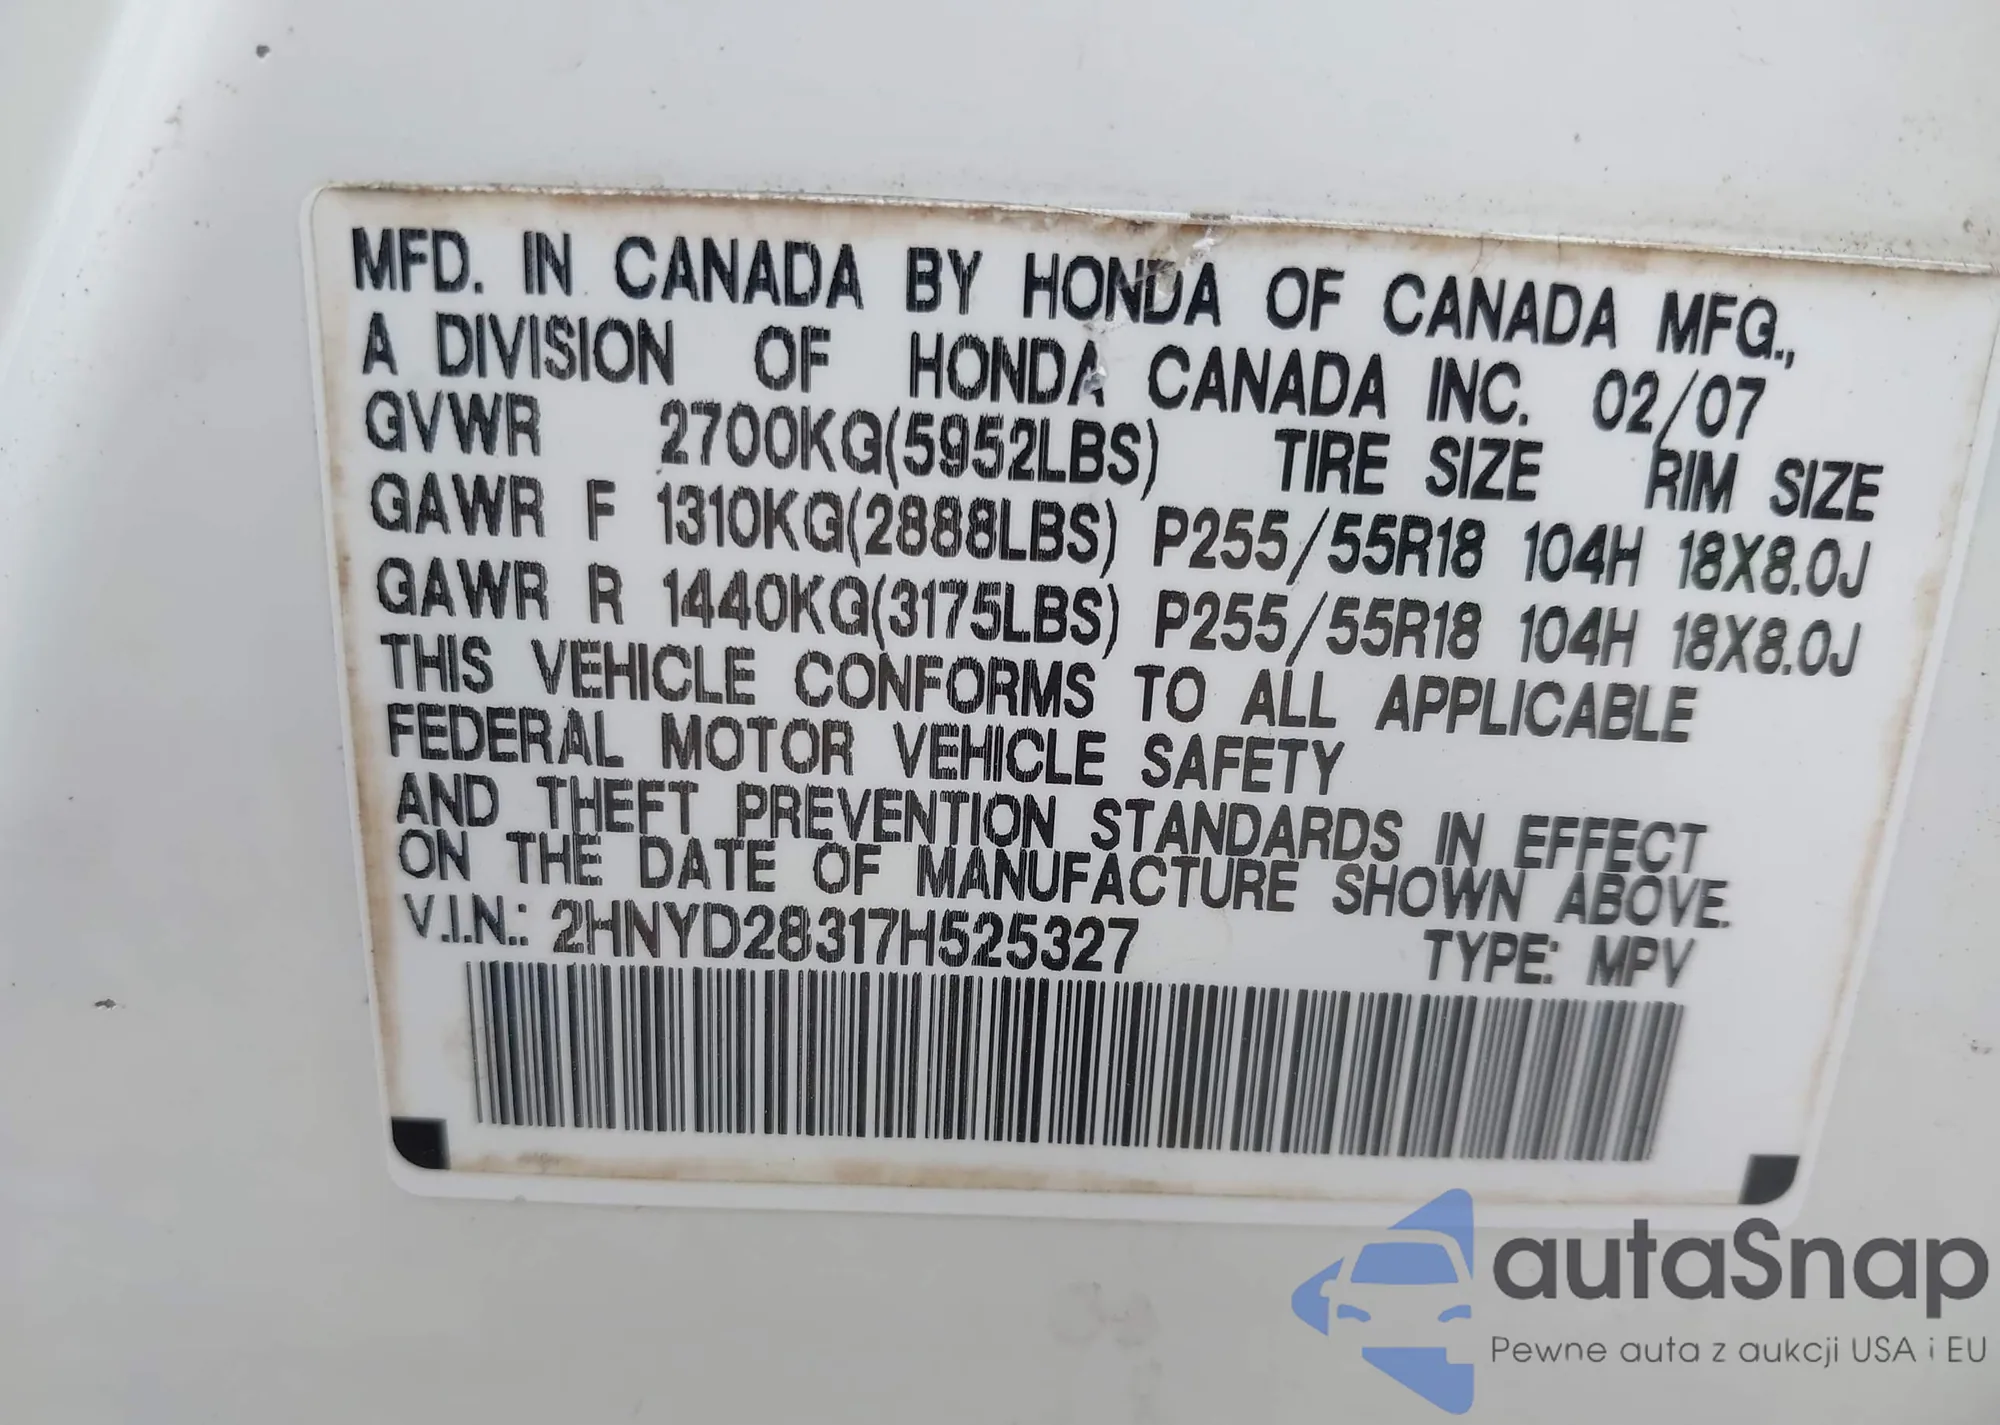 MFD. IN CANADA BY HONDA OF CANADA MFG.,
A DIVISION OF HONDA CANADA INC. 02/07
GVWR 2700KG(5952LBS) TIRE SIZE RIM SIZE
GAWR F 1310KG(2888LBS) P255/55R18 104H 18X8.0J
GAWR R 1440KG(3175LBS) P255/55R18 104H 18X8.0J
THIS VEHICLE CONFORMS TO ALL APPLICABLE
FEDERAL MOTOR VEHICLE SAFETY
AND THEFT PREVENTION STANDARDS IN EFFECT
ON THE DATE OF MANUFACTURE SHOWN ABOVE.
V.I.N.: 2HNYD28317H525327 TYPE: MPV
autaSnap
Pewne auta z aukcji USA i EU